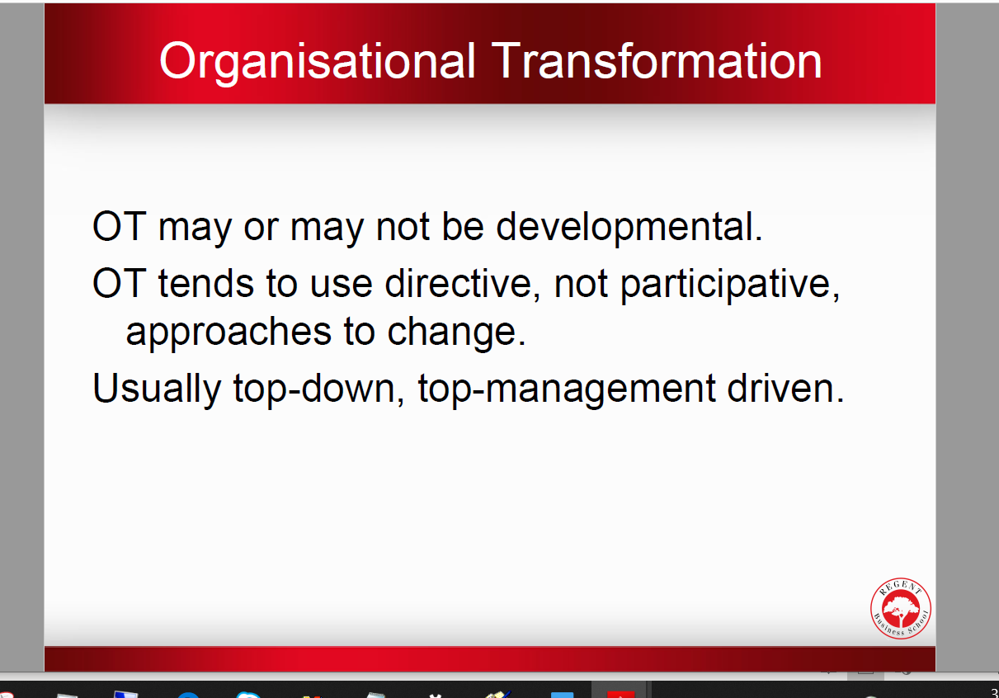 Organisational Transformation
OT may or may not be developmental.
OT tends to use directive, not participative,
approaches to change.
Usually top-down, top-management driven.
REGENT
Business School
3